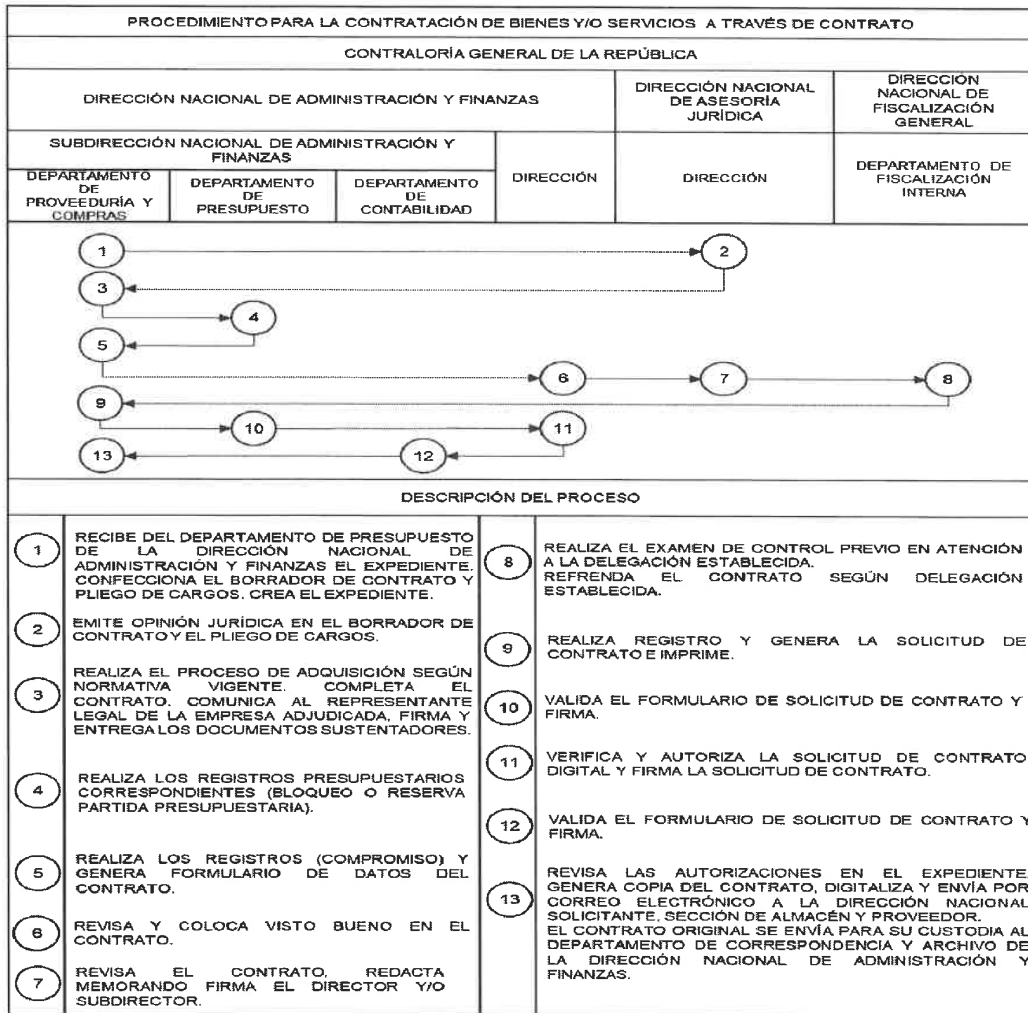 PROCEDIMIENTO PARA LA CONTRATACIÓN DE BIENES Y/O SERVICIOS A TRAVÉS DE CONTRATO
CONTRALORÍA GENERAL DE LA REPÚBLICA
DIRECCIÓN NACIONAL DE ADMINISTRACIÓN Y FINANZAS
DIRECCIÓN NACIONAL
DE ASESORÍA
JURÍDICA
DIRECCIÓN
NACIONAL DE
FISCALIZACIÓN
GENERAL
SUBDIRECCIÓN NACIONAL DE ADMINISTRACIÓN Y
FINANZAS
DEPARTAMENTO
DE
PROVEEDURÍA Y
COMPRAS
DEPARTAMENTO
DE
PRESUPUESTO
DEPARTAMENTO
DE
CONTABILIDAD
DIRECCIÓN
DIRECCIÓN
DEPARTAMENTO DE
FISCALIZACIÓN
INTERNA
1
2
3
4
5
6
7
8
9
10
11
13
12
DESCRIPCIÓN DEL PROCESO
1
RECIBE DEL DEPARTAMENTO DE PRESUPUESTO
DE LA DIRECCIÓN NACIONAL DE
ADMINISTRACIÓN Y FINANZAS EL EXPEDIENTE.
CONFECCIONA EL BORRADOR DE CONTRATO Y
PLIEGO DE CARGOS. CREA EL EXPEDIENTE.
2
EMITE OPINIÓN JURÍDICA EN EL BORRADOR DE
CONTRATO Y EL PLIEGO DE CARGOS.
3
REALIZA EL PROCESO DE ADQUISICIÓN SEGÚN
NORMATIVA VIGENTE. COMPLETA EL
CONTRATO. COMUNICA AL REPRESENTANTE
LEGAL DE LA EMPRESA ADJUDICADA, FIRMA Y
ENTREGA LOS DOCUMENTOS SUSTENTADORES.
4
REALIZA LOS REGISTROS PRESUPUESTARIOS
CORRESPONDIENTES (BLOQUEO O RESERVA
PARTIDA PRESUPUESTARIA).
5
REALIZA LOS REGISTROS (COMPROMISO) Y
GENERA FORMULARIO DE DATOS DEL
CONTRATO.
6
REVISA Y COLOCA VISTO BUENO EN EL
CONTRATO.
7
REVISA EL CONTRATO, REDACTA
MEMORANDO FIRMA EL DIRECTOR Y/O
SUBDIRECTOR.
8
REALIZA EL EXAMEN DE CONTROL PREVIO EN ATENCIÓN
A LA DELEGACIÓN ESTABLECIDA.
REFRENDA EL CONTRATO SEGÚN DELEGACIÓN
ESTABLECIDA.
9
REALIZA REGISTRO Y GENERA LA SOLICITUD DE
CONTRATO E IMPRIME.
10
VALIDA EL FORMULARIO DE SOLICITUD DE CONTRATO Y
FIRMA.
11
VERIFICA Y AUTORIZA LA SOLICITUD DE CONTRATO
DIGITAL Y FIRMA LA SOLICITUD DE CONTRATO.
12
VALIDA EL FORMULARIO DE SOLICITUD DE CONTRATO Y
FIRMA.
13
REVISA LAS AUTORIZACIONES EN EL EXPEDIENTE.
GENERA COPIA DEL CONTRATO, DIGITALIZA Y ENVÍA POR
CORREO ELECTRÓNICO A LA DIRECCIÓN NACIONAL
SOLICITANTE, SECCIÓN DE ALMACÉN Y PROVEEDOR.
EL CONTRATO ORIGINAL SE ENVÍA PARA SU CUSTODIA AL
DEPARTAMENTO DE CORRESPONDENCIA Y ARCHIVO DE
LA DIRECCIÓN NACIONAL DE ADMINISTRACIÓN Y
FINANZAS.